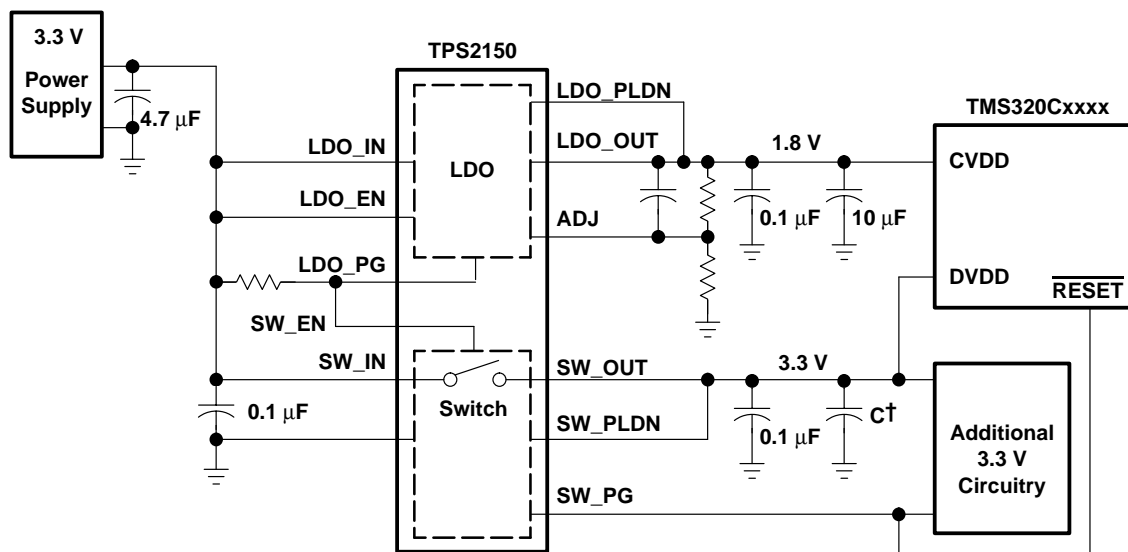 3.3 V
Power
Supply
4.7 μF
TPS2150
LDO_IN
LDO_EN
LDO_PG
SW_EN
SW_IN
0.1 μF
LDO
Switch
LDO_PLDN
LDO_OUT
ADJ
1.8 V
0.1 μF
10 μF
SW_OUT
SW_PLDN
SW_PG
3.3 V
0.1 μF
C†
TMS320Cxxxx
CVDD
DVDD
RESET
Additional
3.3 V
Circuitry